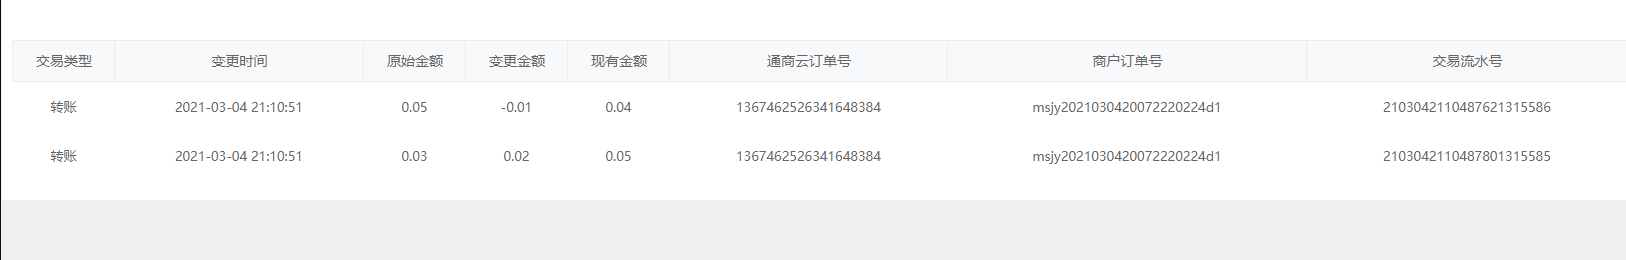 交易类型 变更时间 原始金额 变更金额 现有金额 通商云订单号 商户订单号 交易流水号
转账 2021-03-04 21:10:51 0.05 -0.01 0.04 1367462526341648384 msjy2021030420072220224d1 2103042110487621315586
转账 2021-03-04 21:10:51 0.03 0.02 0.05 1367462526341648384 msjy2021030420072220224d1 2103042110487801315585